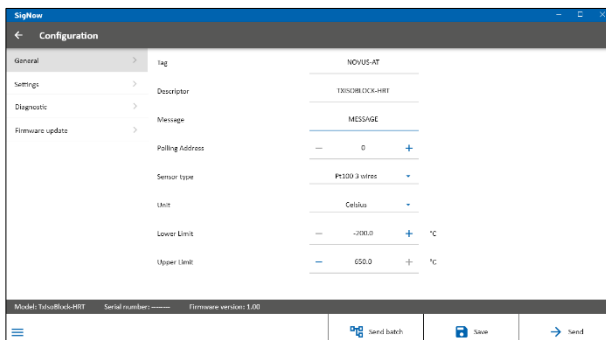 SigNow
Configuration
General
Settings
Diagnostic
Firmware update
Tag NOVUS-AT
Descriptor TXISOBLOCK-HRT
Message MESSAGE
Polling Address − 0 +
Sensor type Pt100 3 wires
Unit Celsius
Lower Limit − -200.0 + °C
Upper Limit − 650.0 + °C
Model: TxIsoBlock-HRT Serial number: -------- Firmware version: 1.00
Send batch Save Send